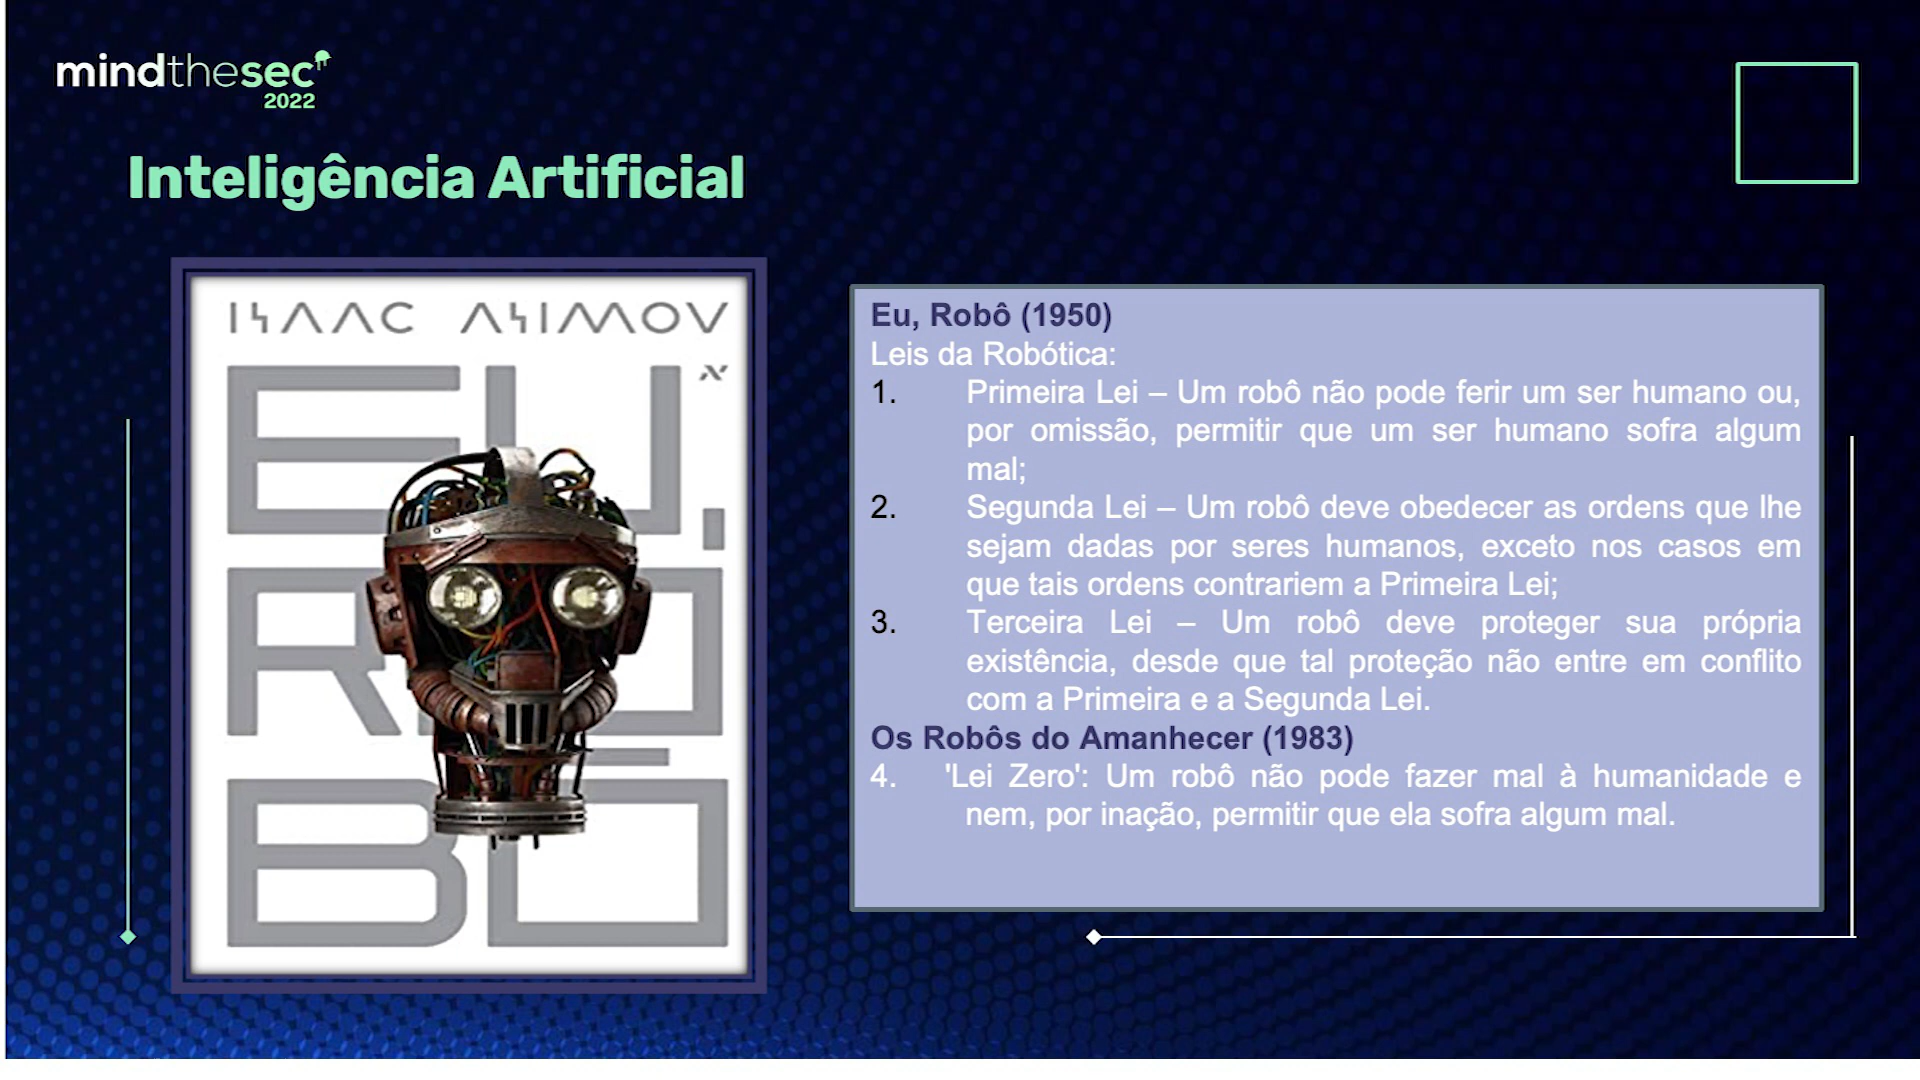 mindthesec
2022
Inteligência Artificial
ISAAC ASIMOV
EU,
RO
BÔ
Eu, Robô (1950)
Leis da Robótica:
1. Primeira Lei – Um robô não pode ferir um ser humano ou,
por omissão, permitir que um ser humano sofra algum
mal;
2. Segunda Lei – Um robô deve obedecer as ordens que lhe
sejam dadas por seres humanos, exceto nos casos em
que tais ordens contrariem a Primeira Lei;
3. Terceira Lei – Um robô deve proteger sua própria
existência, desde que tal proteção não entre em conflito
com a Primeira e a Segunda Lei.
Os Robôs do Amanhecer (1983)
4. 'Lei Zero': Um robô não pode fazer mal à humanidade e
nem, por inação, permitir que ela sofra algum mal.